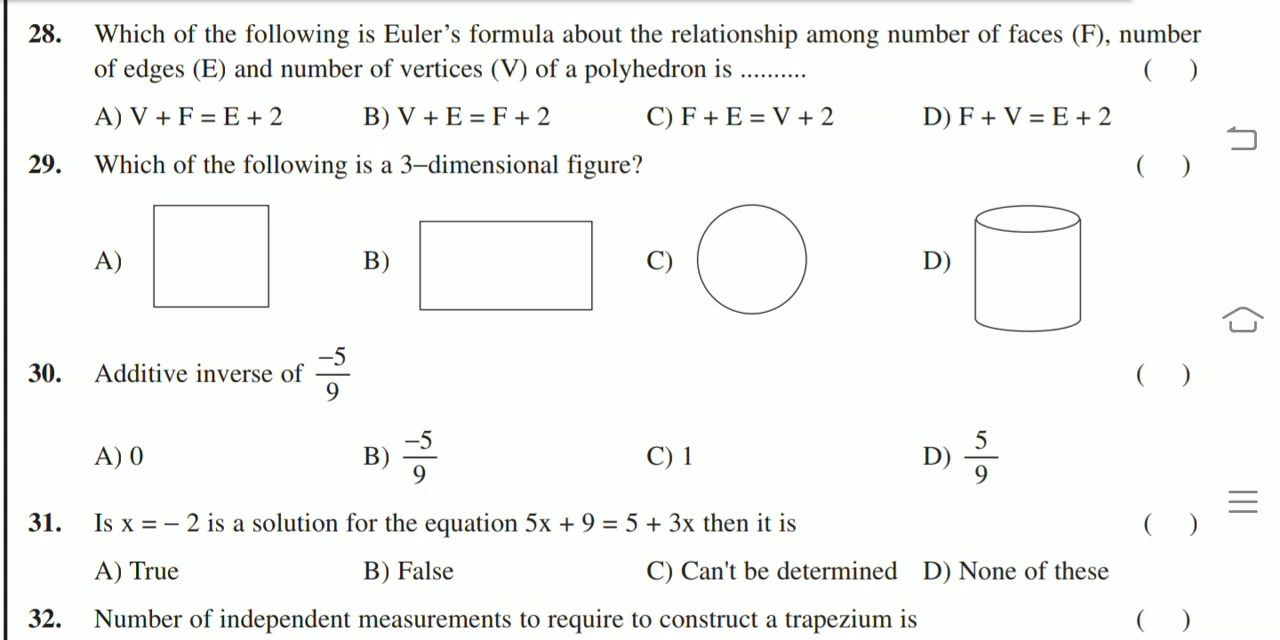 28. Which of the following is Euler’s formula about the relationship among number of faces (F), number
of edges (E) and number of vertices (V) of a polyhedron is .......... ( )
A) V + F = E + 2 B) V + E = F + 2 C) F + E = V + 2 D) F + V = E + 2
29. Which of the following is a 3–dimensional figure? ( )
A) B) C) D)
30. Additive inverse of –5/9 ( )
A) 0 B) –5/9 C) 1 D) 5/9
31. Is x = – 2 is a solution for the equation 5x + 9 = 5 + 3x then it is ( )
A) True B) False C) Can't be determined D) None of these
32. Number of independent measurements to require to construct a trapezium is ( )